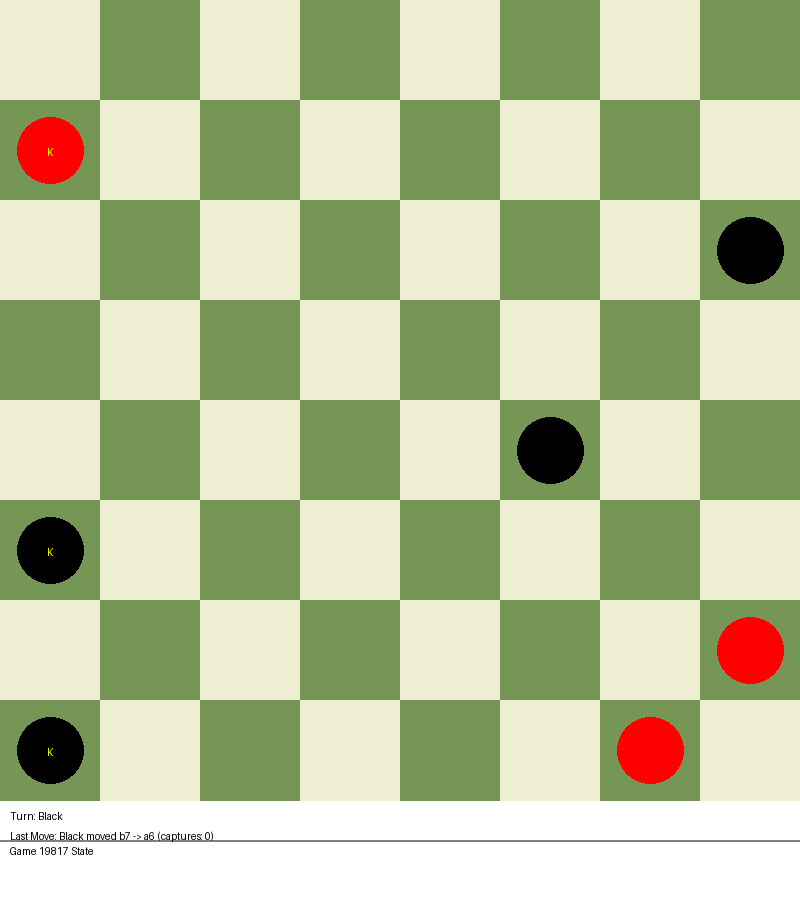 K
K
K
Turn: Black
Last Move: Black moved b7 -> a6 (captures: 0)
Game 19817 State